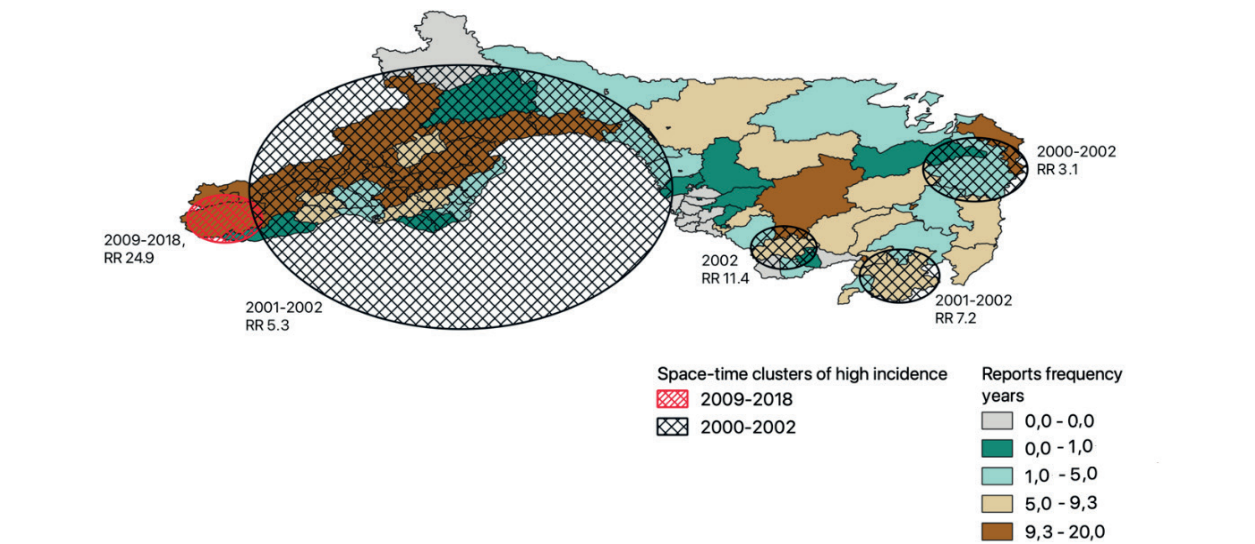 2000-2002
RR 3.1
2009-2018,
RR 24.9
2002
RR 11.4
2001-2002
RR 5.3
2001-2002
RR 7.2
Space-time clusters of high incidence
2009-2018
2000-2002
Reports frequency
years
0,0 - 0,0
0,0 - 1,0
1,0 - 5,0
5,0 - 9,3
9,3 - 20,0